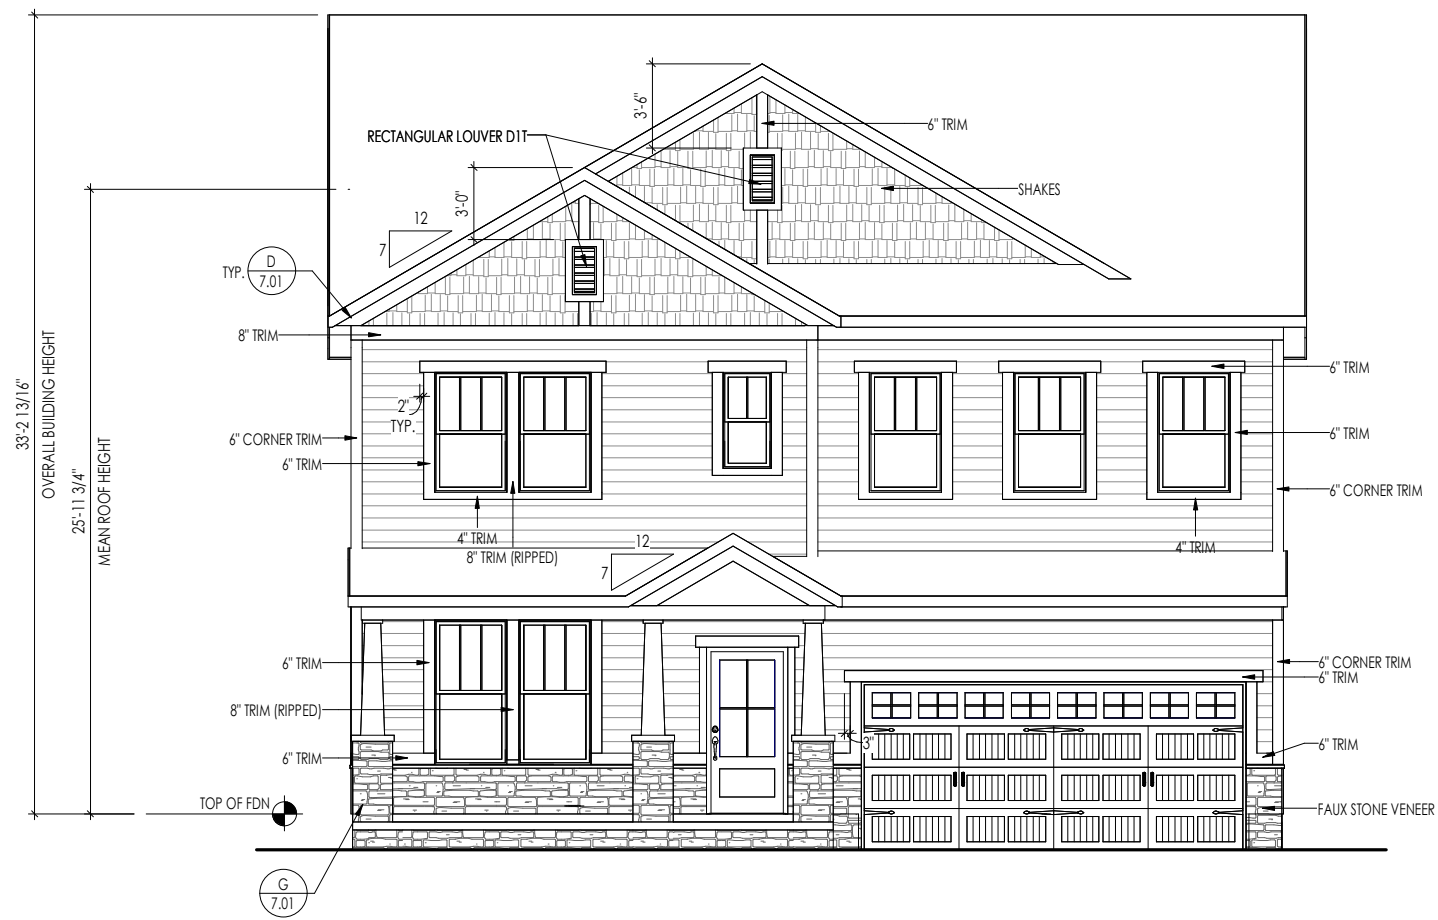 3'-6"
6" TRIM
RECTANGULAR LOUVER D1T
SHAKES
3'-0"
12
7
TYP.
D
7.01
8" TRIM
33'-2 13/16"
OVERALL BUILDING HEIGHT
25'-11 3/4"
MEAN ROOF HEIGHT
6" TRIM
2"
TYP.
6" CORNER TRIM
6" TRIM
6" TRIM
6" CORNER TRIM
4" TRIM
8" TRIM (RIPPED)
12
7
4" TRIM
6" TRIM
6" CORNER TRIM
6" TRIM
8" TRIM (RIPPED)
3"
6" TRIM
6" TRIM
TOP OF FDN
FAUX STONE VENEER
G
7.01